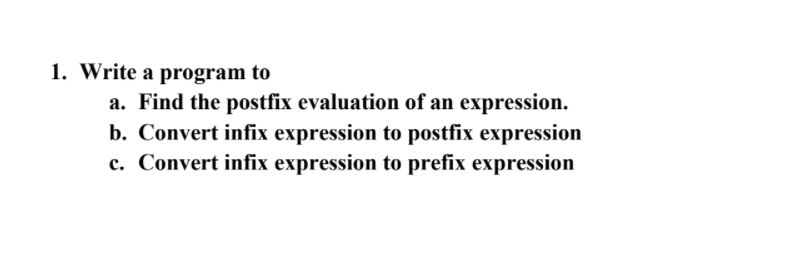 1. Write a program to
a. Find the postfix evaluation of an expression.
b. Convert infix expression to postfix expression
c. Convert infix expression to prefix expression